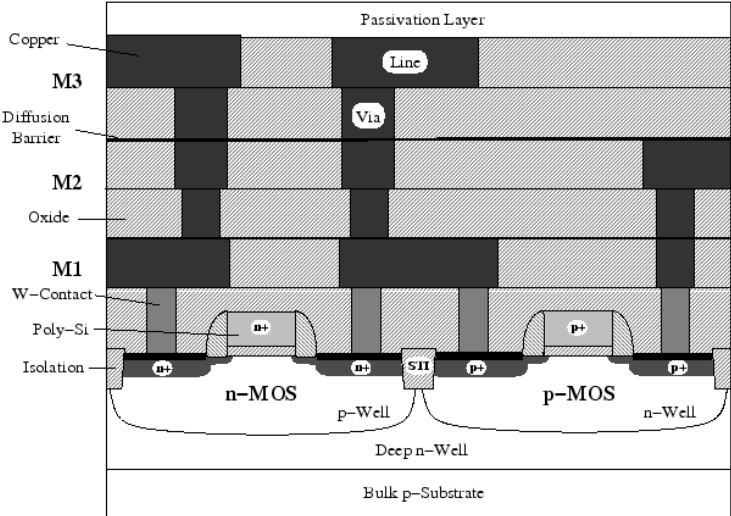 Passivation Layer
Copper
Line
M3
Via
Diffusion
Barrier
M2
Oxide
M1
W-Contact
Poly-Si
n+
p+
Isolation
n+
n+
STI
p+
p+
n-MOS
p-MOS
p-Well
n-Well
Deep n-Well
Bulk p-Substrate